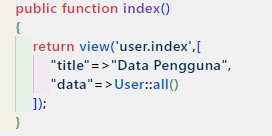 public function index()
{
return view('user.index',[
"title"=>"Data Pengguna",
"data"=>User::all()
]);
}